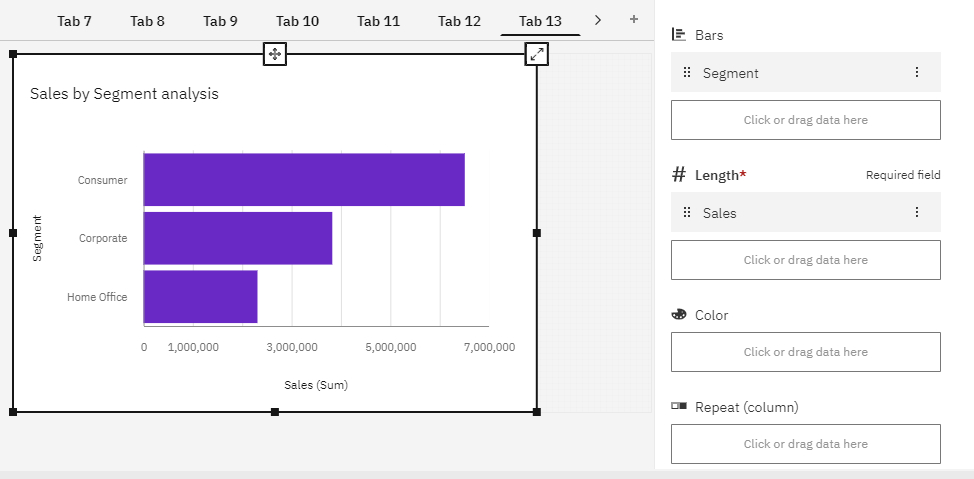 Tab 7 Tab 8 Tab 9 Tab 10 Tab 11 Tab 12 Tab 13
Sales by Segment analysis
Segment
Consumer
Corporate
Home Office
0 1,000,000 3,000,000 5,000,000 7,000,000
Sales (Sum)
Bars
Segment
Click or drag data here
Length* Required field
Sales
Click or drag data here
Color
Click or drag data here
Repeat (column)
Click or drag data here